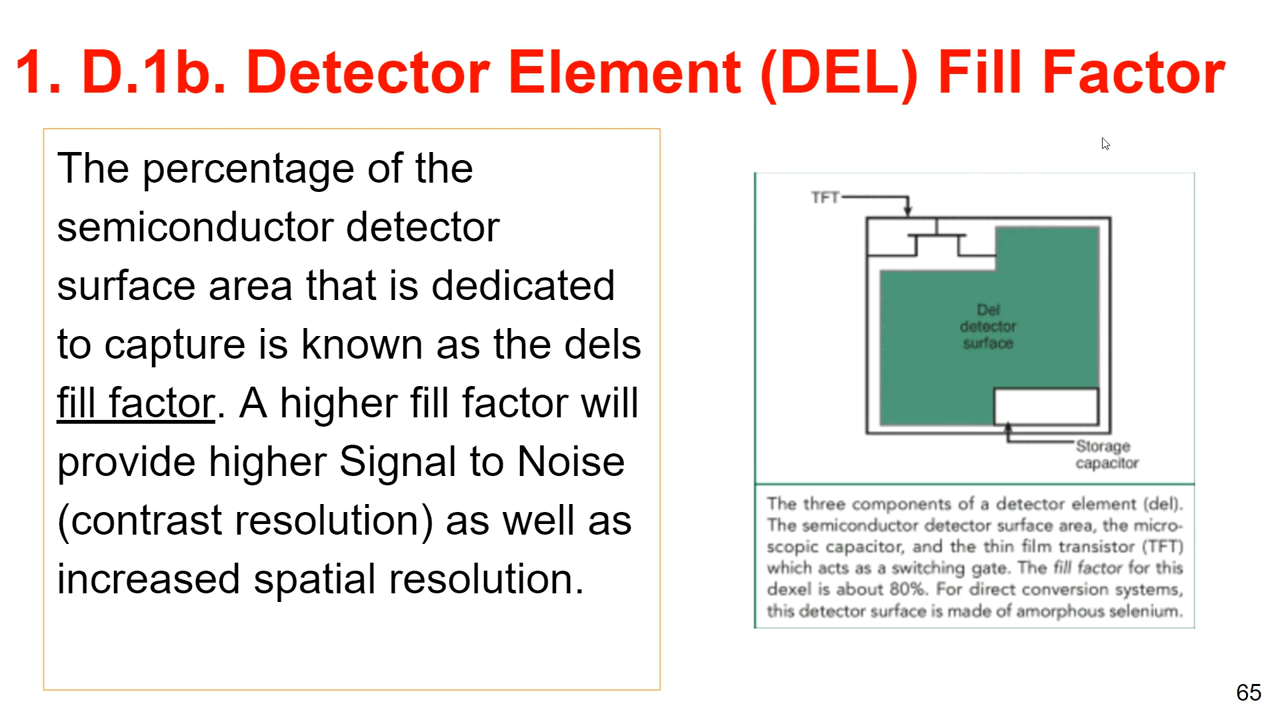 1. D.1b. Detector Element (DEL) Fill Factor
The percentage of the
semiconductor detector
surface area that is dedicated
to capture is known as the dels
fill factor. A higher fill factor will
provide higher Signal to Noise
(contrast resolution) as well as
increased spatial resolution.
TFT
Del
detector
surface
Storage
capacitor
The three components of a detector element (del).
The semiconductor detector surface area, the micro-
scopic capacitor, and the thin film transistor (TFT)
which acts as a switching gate. The fill factor for this
dexel is about 80%. For direct conversion systems,
this detector surface is made of amorphous selenium.
65